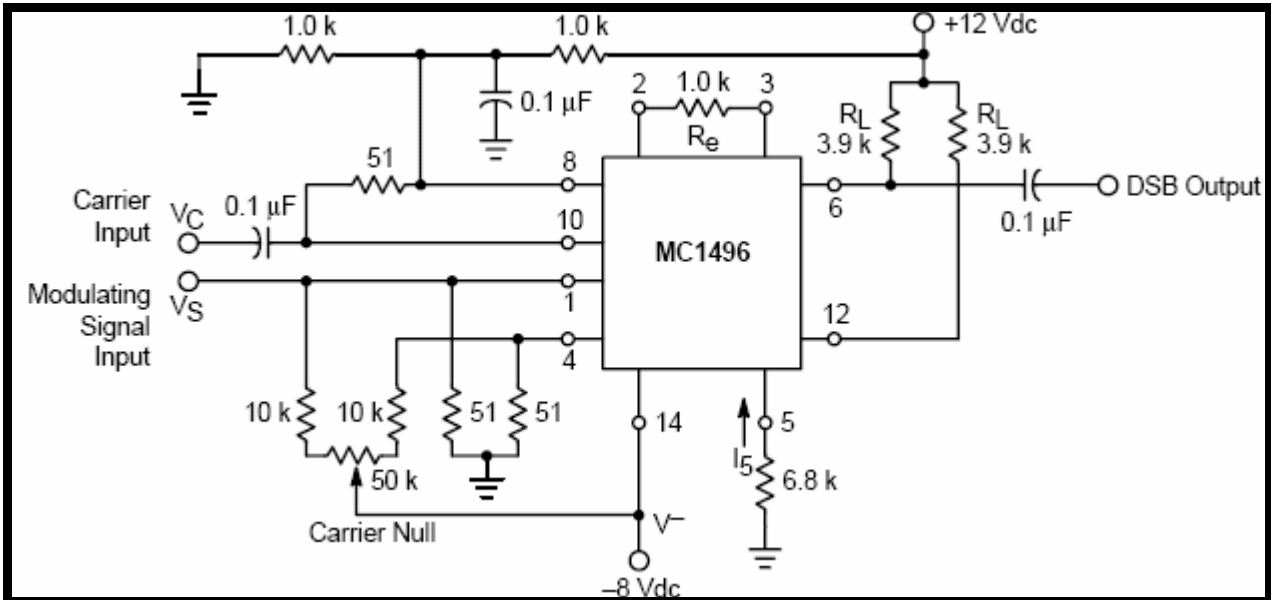 1.0 k
1.0 k
+12 Vdc
0.1 µF
2
1.0 k
3
Re
RL
3.9 k
RL
3.9 k
51
8
Carrier
Input
VC
0.1 µF
10
MC1496
6
0.1 µF
DSB Output
Modulating
Signal
Input
VS
1
4
12
10 k
10 k
51
51
14
5
I5
50 k
6.8 k
Carrier Null
V–
–8 Vdc